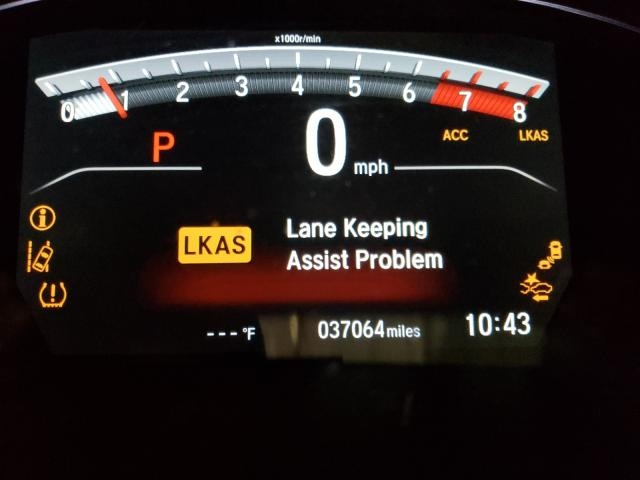 x1000r/min
0 1 2 3 4 5 6 7 8
ACC LKAS
P 0 mph
LKAS Lane Keeping
Assist Problem
---°F 037064 miles 10:43